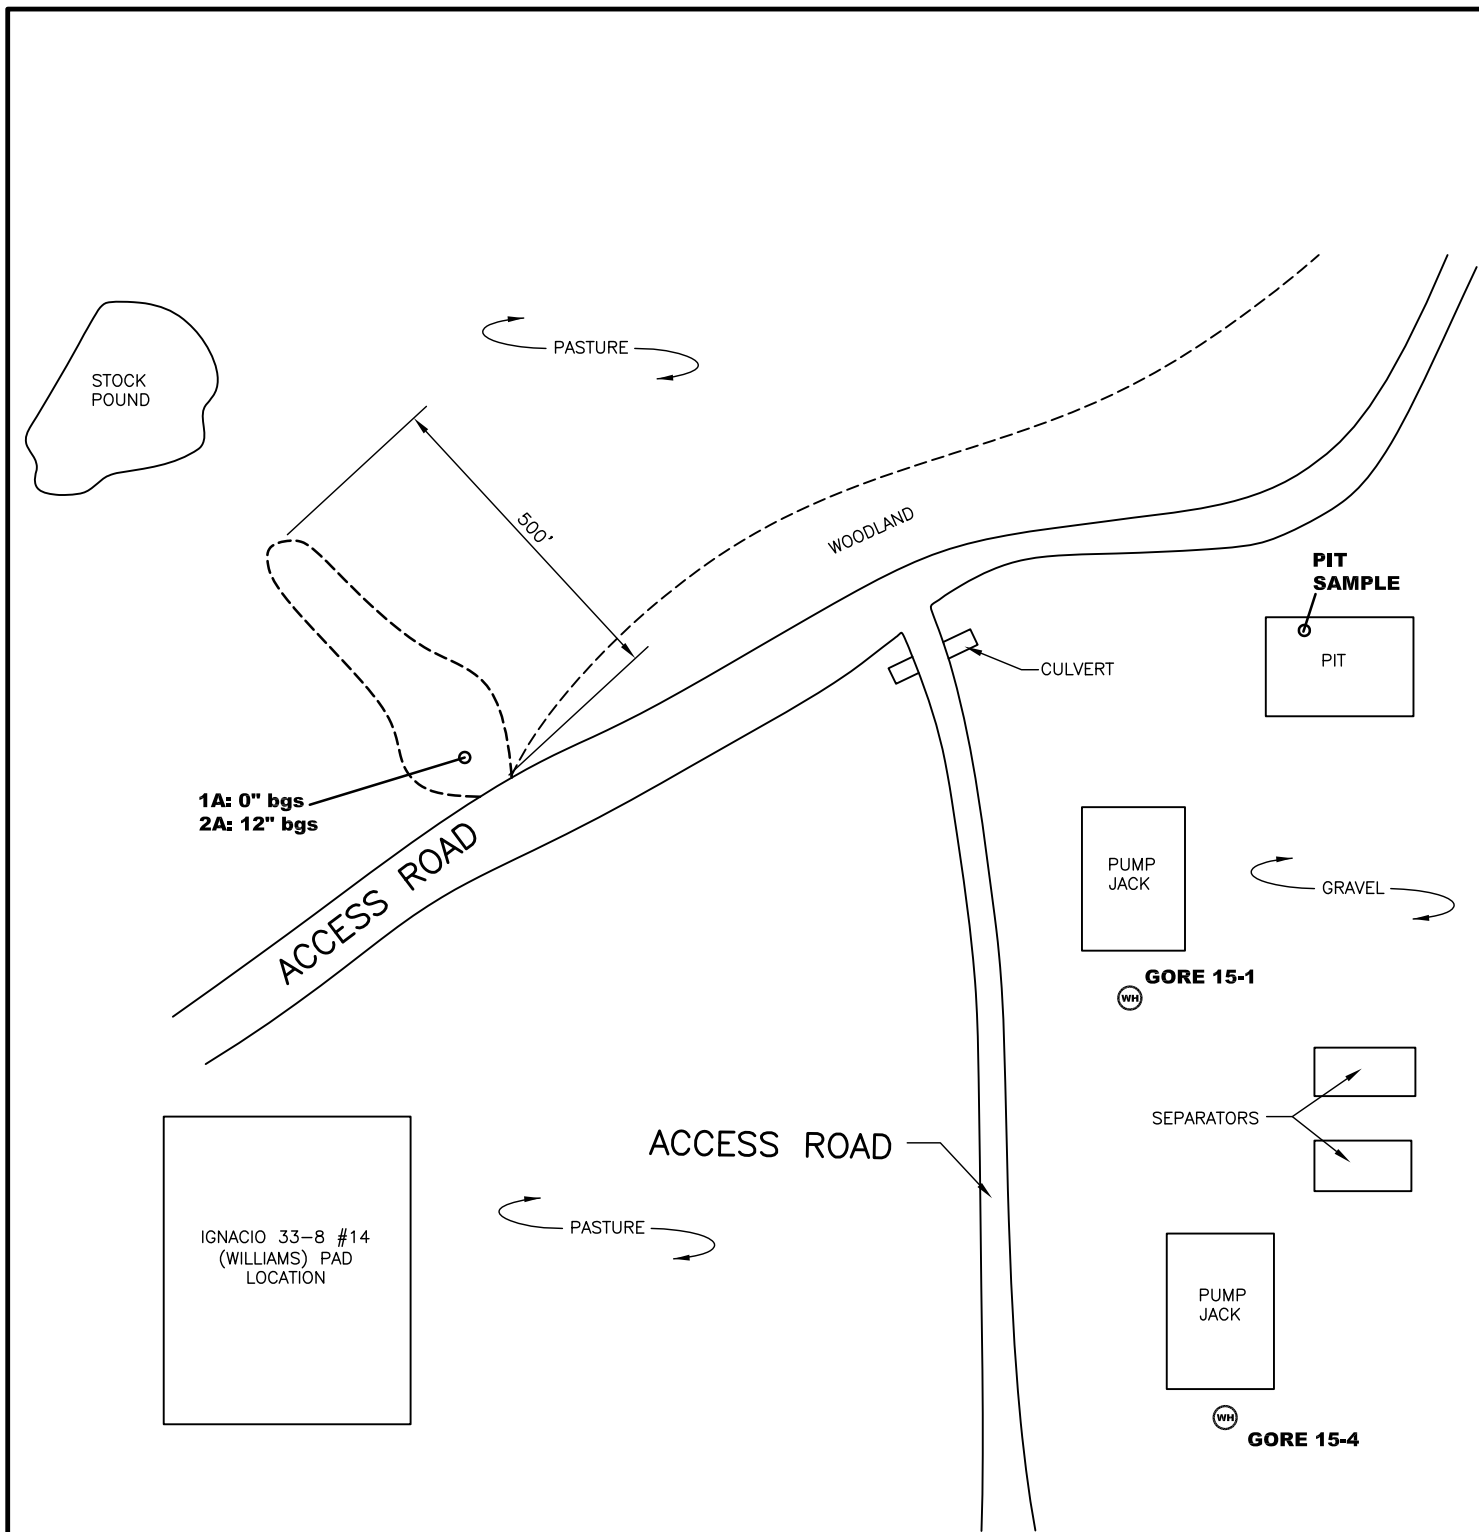 PASTURE
STOCK
POUND
500'
WOODLAND
PIT
SAMPLE
PIT
CULVERT
1A: 0" bgs
2A: 12" bgs
ACCESS ROAD
PUMP
JACK
GRAVEL
GORE 15-1
WH
SEPARATORS
ACCESS ROAD
IGNACIO 33-8 #14
(WILLIAMS) PAD
LOCATION
PASTURE
PUMP
JACK
WH
GORE 15-4